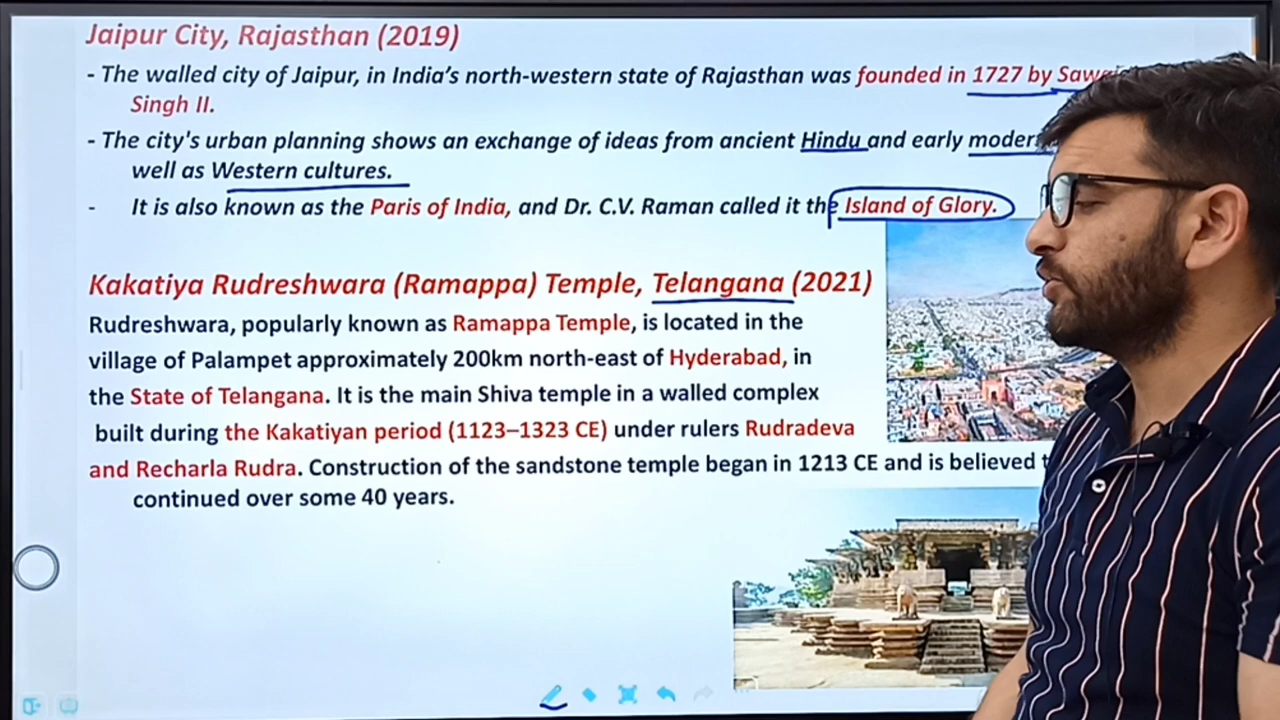 Jaipur City, Rajasthan (2019)
- The walled city of Jaipur, in India's north-western state of Rajasthan was founded in 1727 by
Singh II.
- The city's urban planning shows an exchange of ideas from ancient Hindu and early
well as Western cultures.
- It is also known as the Paris of India, and Dr. C.V. Raman called it the Island of Glory.
Kakatiya Rudreshwara (Ramappa) Temple, Telangana (2021)
Rudreshwara, popularly known as Ramappa Temple, is located in the
village of Palampet approximately 200km north-east of Hyderabad, in
the State of Telangana. It is the main Shiva temple in a walled complex
built during the Kakatiyan period (1123–1323 CE) under rulers Rudradeva
and Recharla Rudra. Construction of the sandstone temple began in 1213 CE and is believed
continued over some 40 years.